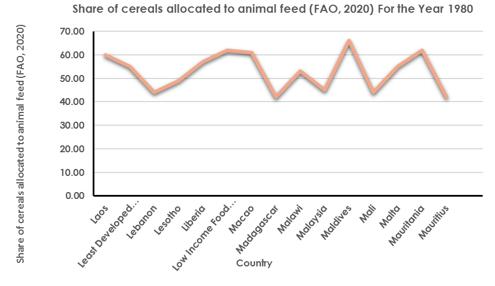 Share of cereals allocated to animal feed (FAO, 2020) For the Year 1980
Share of cereals allocated to animal feed (FAO, 2020)
70.00
60.00
50.00
40.00
30.00
20.00
10.00
0.00
Laos
Least Developed...
Lebanon
Lesotho
Liberia
Low Income Food...
Macao
Madagascar
Malawi
Malaysia
Maldives
Mali
Malta
Mauritania
Mauritius
Country